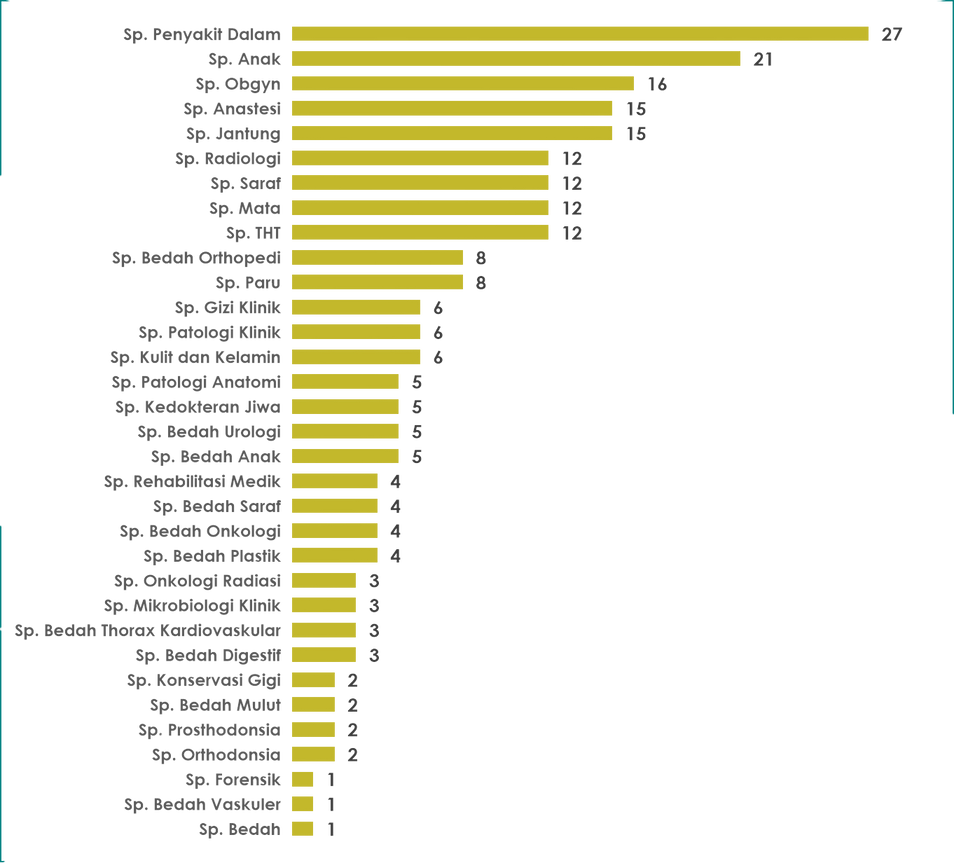 Sp. Penyakit Dalam 27
Sp. Anak 21
Sp. Obgyn 16
Sp. Anastesi 15
Sp. Jantung 15
Sp. Radiologi 12
Sp. Saraf 12
Sp. Mata 12
Sp. THT 12
Sp. Bedah Orthopedi 8
Sp. Paru 8
Sp. Gizi Klinik 6
Sp. Patologi Klinik 6
Sp. Kulit dan Kelamin 6
Sp. Patologi Anatomi 5
Sp. Kedokteran Jiwa 5
Sp. Bedah Urologi 5
Sp. Bedah Anak 5
Sp. Rehabilitasi Medik 4
Sp. Bedah Saraf 4
Sp. Bedah Onkologi 4
Sp. Bedah Plastik 4
Sp. Onkologi Radiasi 3
Sp. Mikrobiologi Klinik 3
Sp. Bedah Thorax Kardiovaskular 3
Sp. Bedah Digestif 3
Sp. Konservasi Gigi 2
Sp. Bedah Mulut 2
Sp. Prosthodonsia 2
Sp. Orthodonsia 2
Sp. Forensik 1
Sp. Bedah Vaskuler 1
Sp. Bedah 1